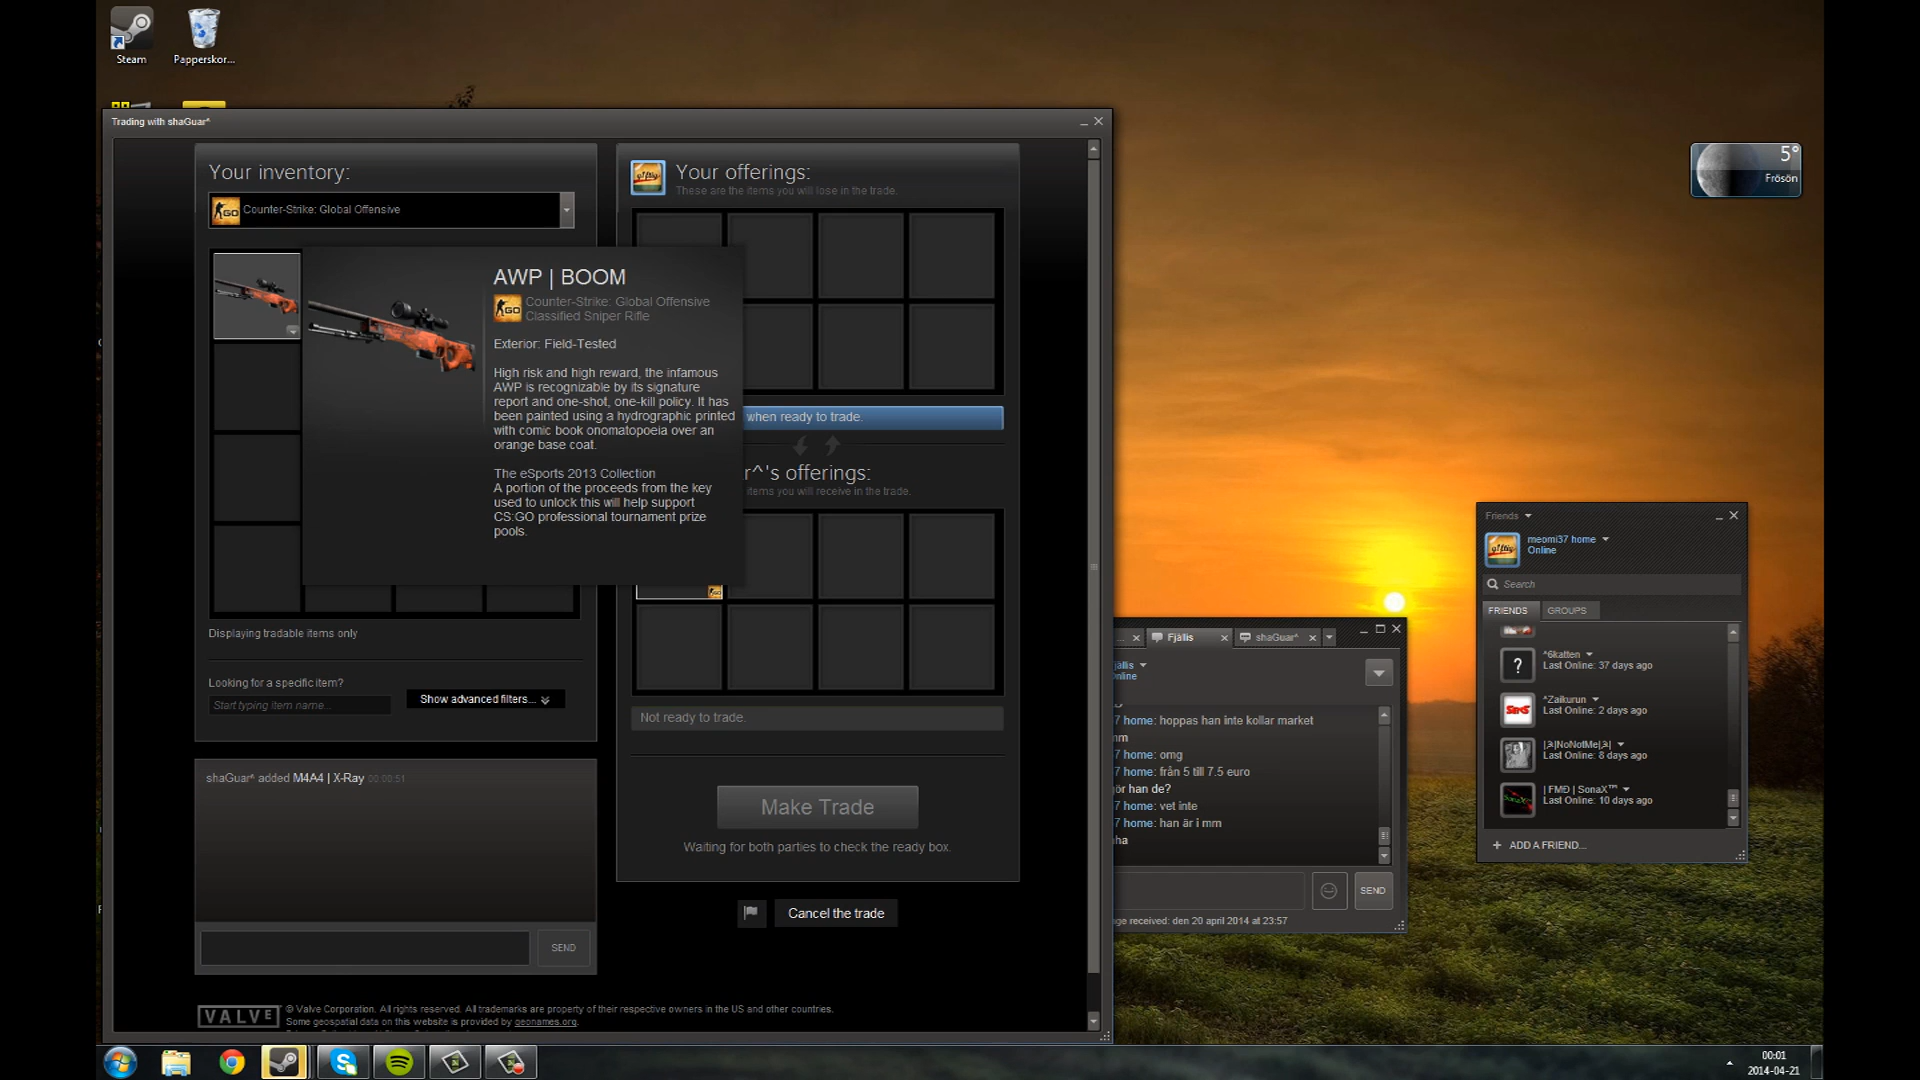 Steam
Papperskor...
Trading with shaGuar^
Your inventory:
Counter-Strike: Global Offensive
Your offerings:
These are the items you will lose in the trade.
AWP | BOOM
Counter-Strike: Global Offensive
Classified Sniper Rifle
Exterior: Field-Tested
High risk and high reward, the infamous
AWP is recognizable by its signature
report and one-shot, one-kill policy. It has
been painted using a hydrographic printed
with comic book onomatopoeia over an
orange base coat.
The eSports 2013 Collection
A portion of the proceeds from the key
used to unlock this will help support
CS:GO professional tournament prize
pools.
when ready to trade.
r^'s offerings:
items you will receive in the trade.
Displaying tradable items only
Looking for a specific item?
Start typing item name...
Show advanced filters...
Not ready to trade.
shaGuar^ added M4A4 | X-Ray 00:00:51
Make Trade
Waiting for both parties to check the ready box.
Cancel the trade
SEND
VALVE
© Valve Corporation. All rights reserved. All trademarks are property of their respective owners in the US and other countries.
Some geospatial data on this website is provided by geonames.org.
5°
Frösön
... Fjällis shaGuar^
jällis
nline
7 home: hoppas han inte kollar market
mm
7 home: omg
7 home: från 5 till 7.5 euro
ör han de?
7 home: vet inte
7 home: han är i mm
ha
SEND
ge received: den 20 april 2014 at 23:57
Friends
meomi37 home
Online
Search
FRIENDS GROUPS
^6katten
Last Online: 37 days ago
^Zaikurun
Last Online: 2 days ago
NoNotMe
Last Online: 8 days ago
| FMĐ | SonaX™
Last Online: 10 days ago
+ ADD A FRIEND...
00:01
2014-04-21